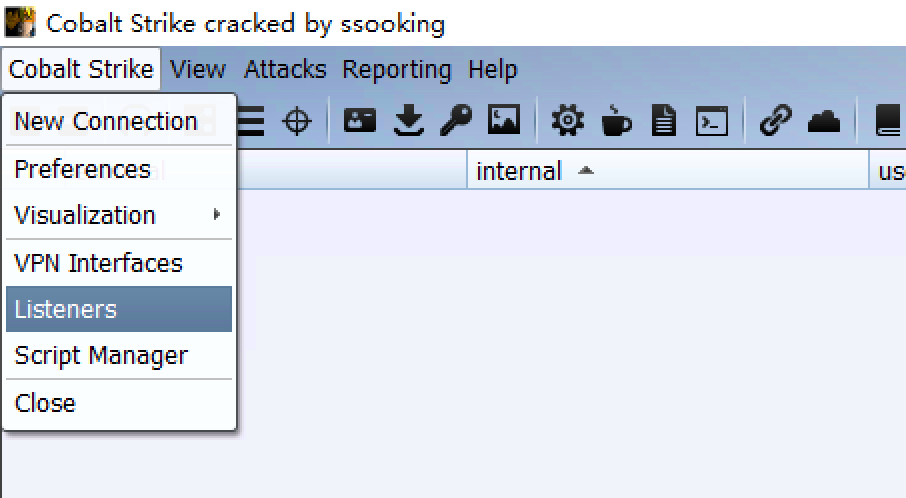 Cobalt Strike cracked by ssooking
Cobalt Strike View Attacks Reporting Help
New Connection
Preferences
internal
us
Visualization
VPN Interfaces
Listeners
Script Manager
Close